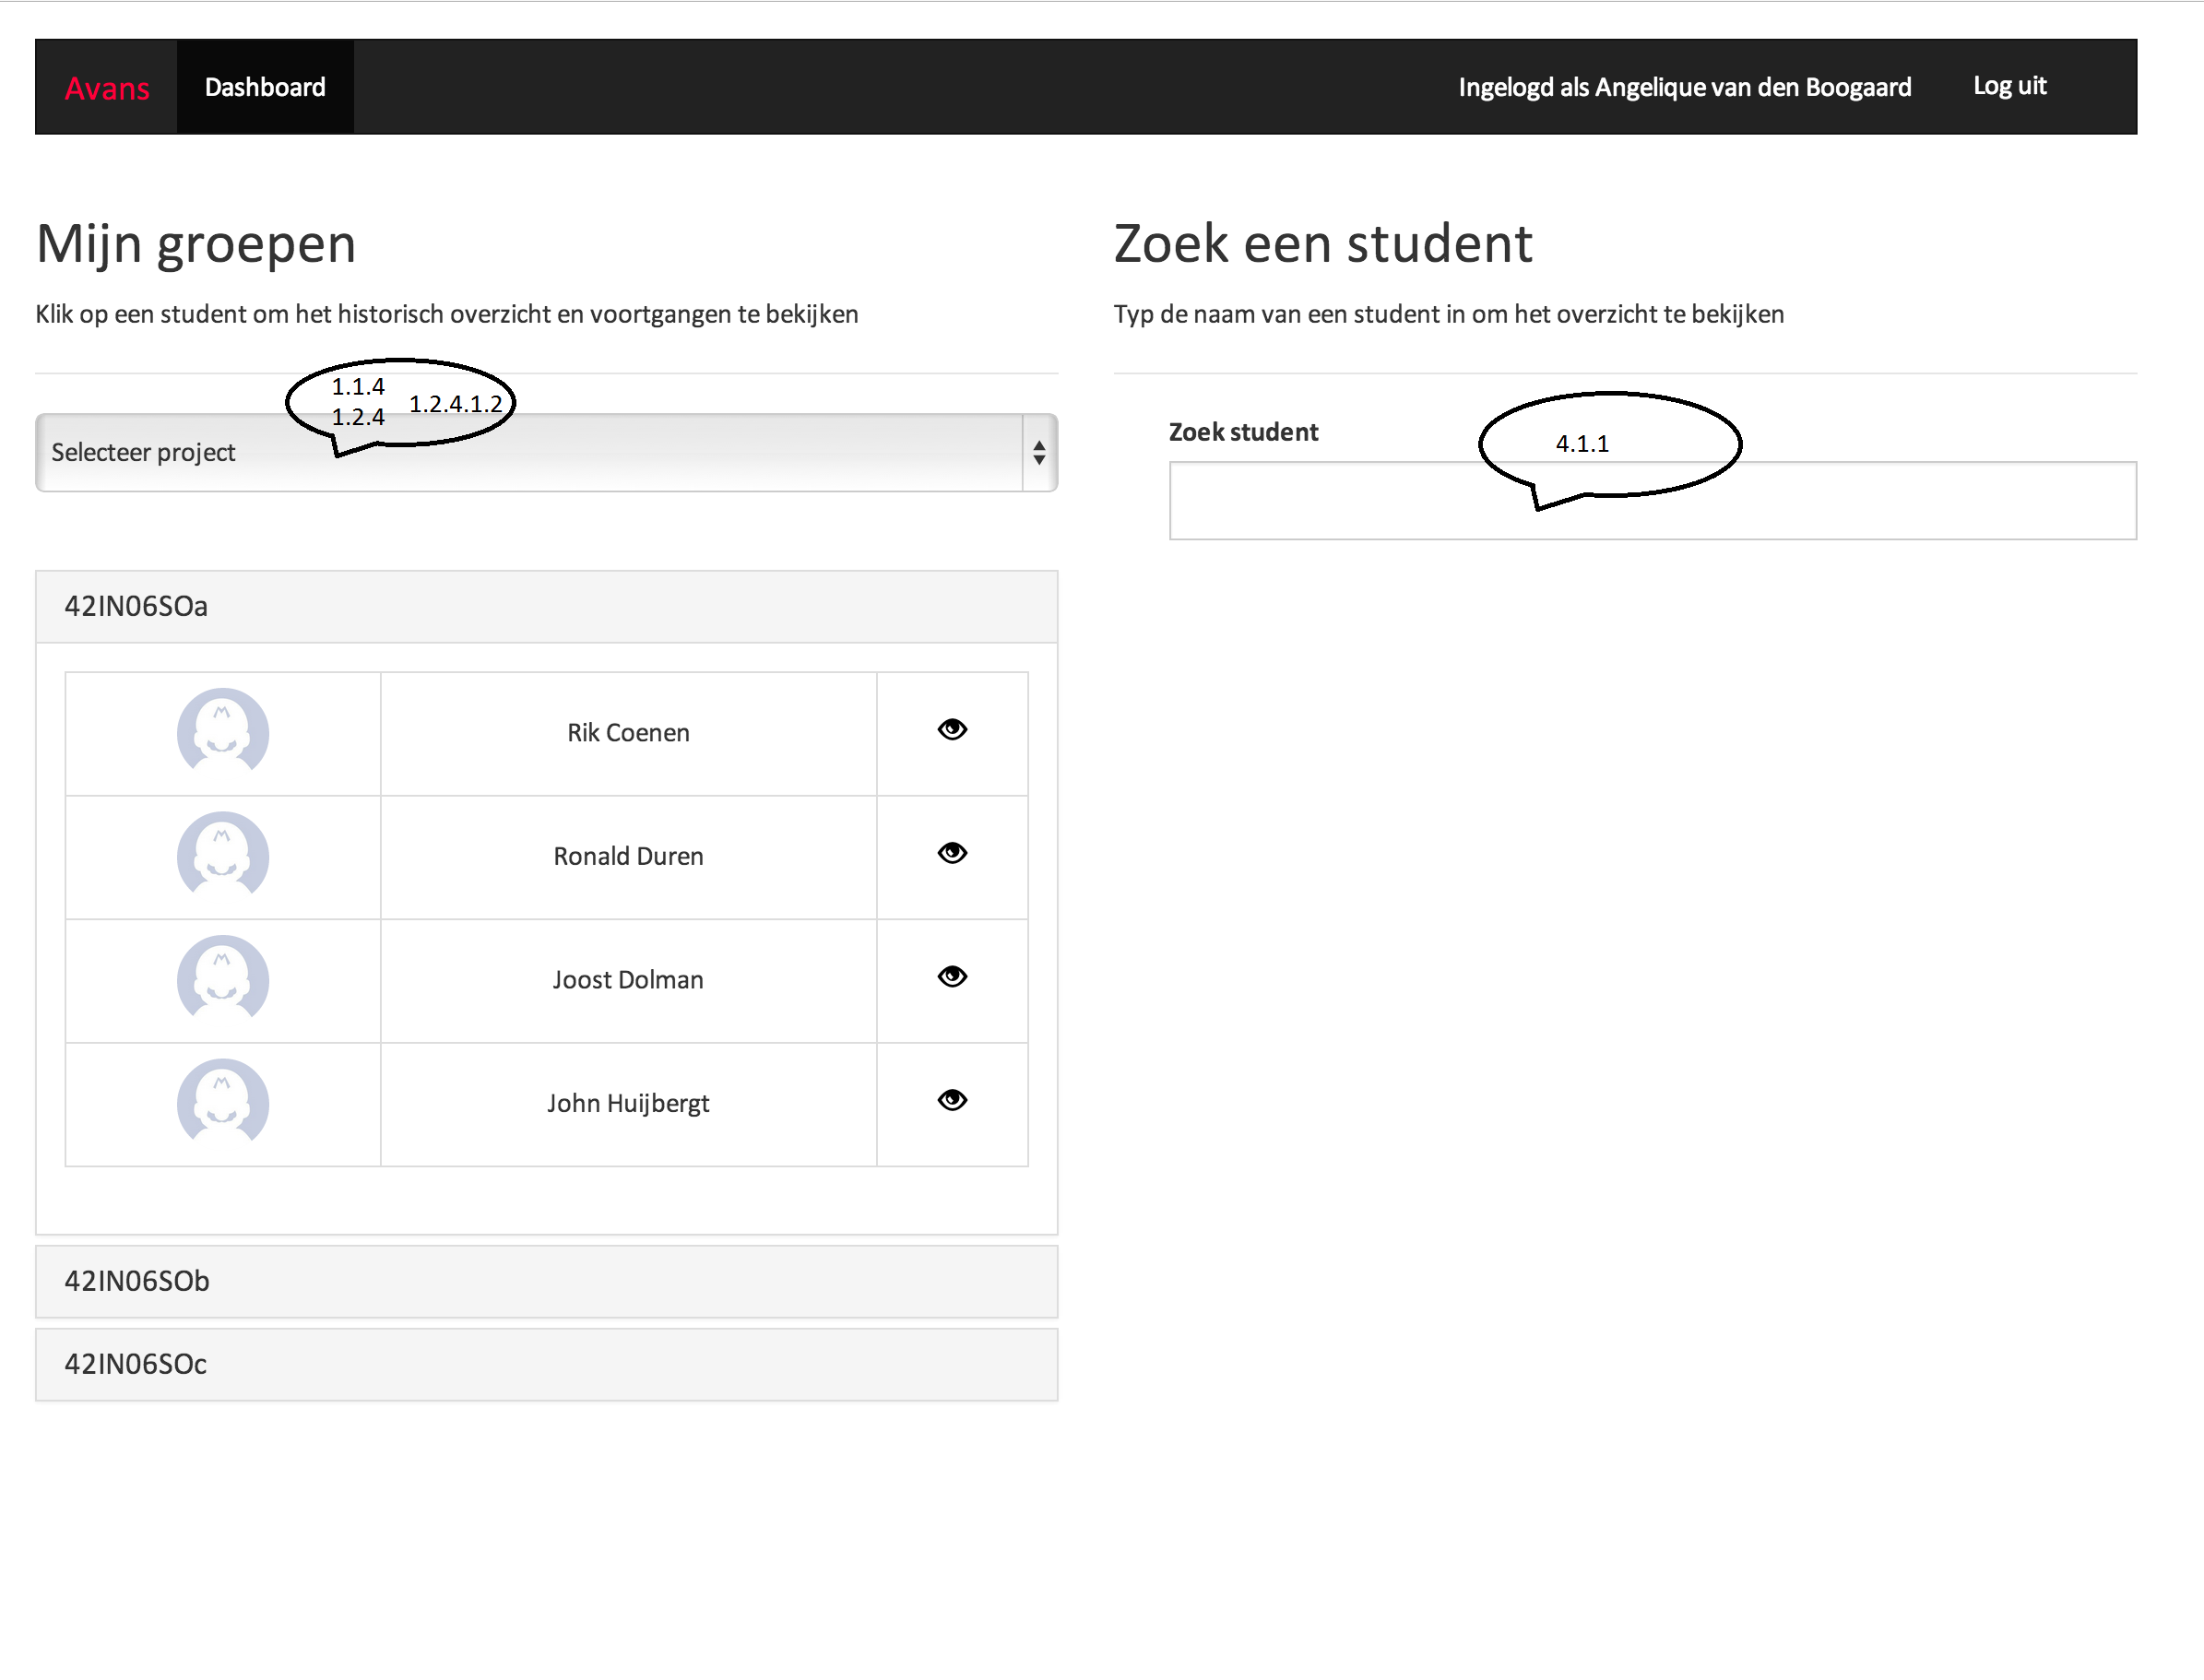 Avans Dashboard Ingelogd als Angelique van den Boogaard Log uit
Mijn groepen
Klik op een student om het historisch overzicht en voortgangen te bekijken
1.1.4
1.2.4
1.2.4.1.2
Selecteer project
42IN06SOa
Rik Coenen
Ronald Duren
Joost Dolman
John Huijbergt
42IN06SOb
42IN06SOc
Zoek een student
Typ de naam van een student in om het overzicht te bekijken
Zoek student
4.1.1